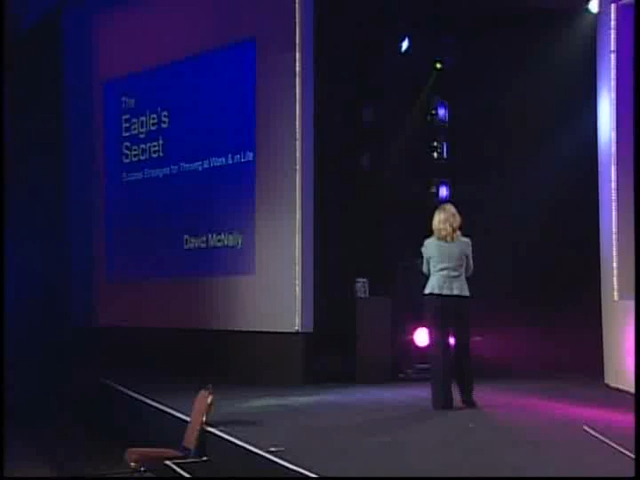 The
Eagle's
Secret
Success Strategies for Thriving at Work & in Life
David McNally